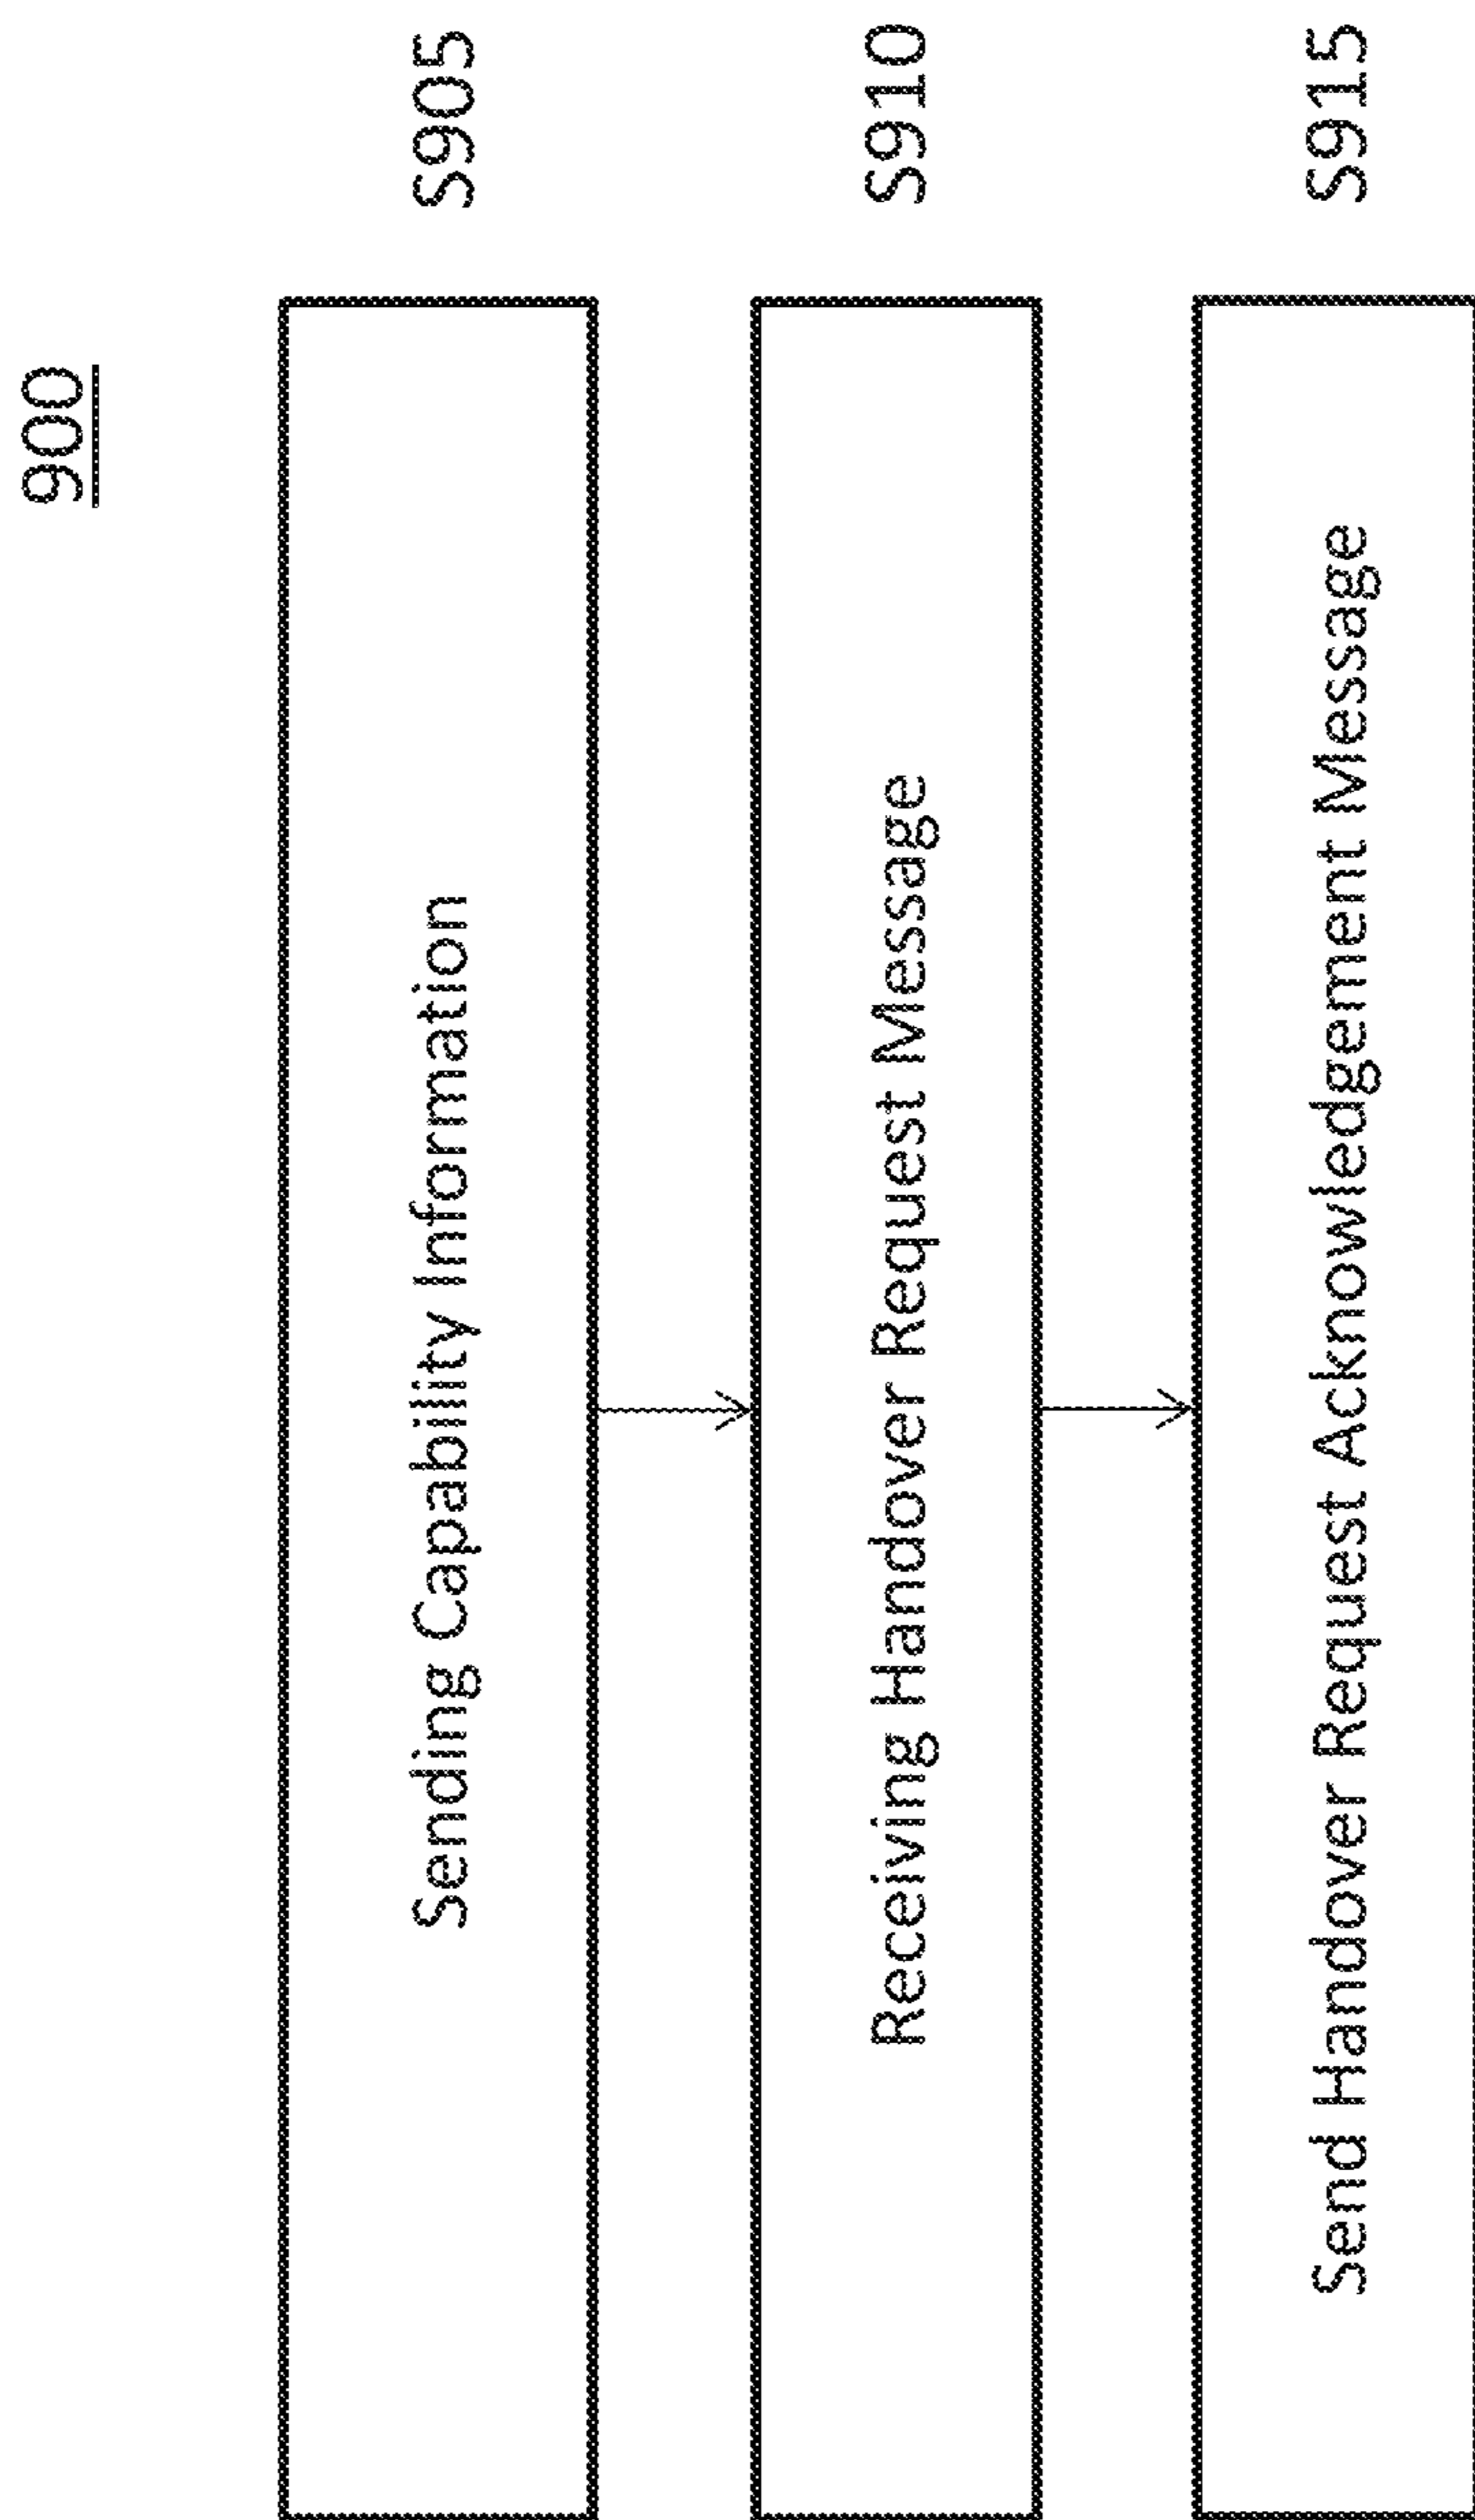 900
Sending Capability Information
S905
Receiving Handover Request Message
S910
Send Handover Request Acknowledgement Message
S915